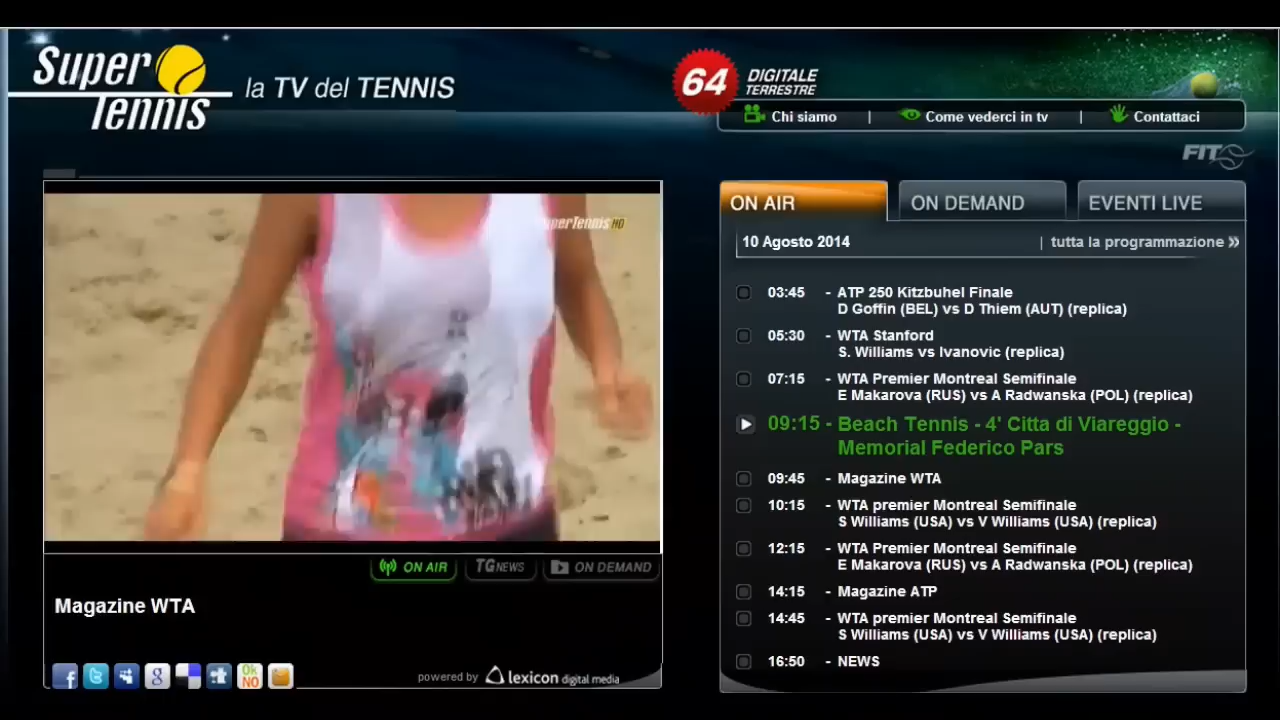 Super Tennis
la TV del TENNIS
64
DIGITALE TERRESTRE
Chi siamo | Come vederci in tv | Contattaci
FIT
SuperTennis HD
ON AIR
ON DEMAND
EVENTI LIVE
10 Agosto 2014
| tutta la programmazione »
03:45 - ATP 250 Kitzbuhel Finale
D Goffin (BEL) vs D Thiem (AUT) (replica)
05:30 - WTA Stanford
S. Williams vs Ivanovic (replica)
07:15 - WTA Premier Montreal Semifinale
E Makarova (RUS) vs A Radwanska (POL) (replica)
09:15 - Beach Tennis - 4' Citta di Viareggio -
Memorial Federico Pars
09:45 - Magazine WTA
10:15 - WTA premier Montreal Semifinale
S Williams (USA) vs V Williams (USA) (replica)
12:15 - WTA Premier Montreal Semifinale
E Makarova (RUS) vs A Radwanska (POL) (replica)
14:15 - Magazine ATP
14:45 - WTA premier Montreal Semifinale
S Williams (USA) vs V Williams (USA) (replica)
16:50 - NEWS
ON AIR
TG NEWS
ON DEMAND
Magazine WTA
f t g OK NO
powered by lexicon digital media